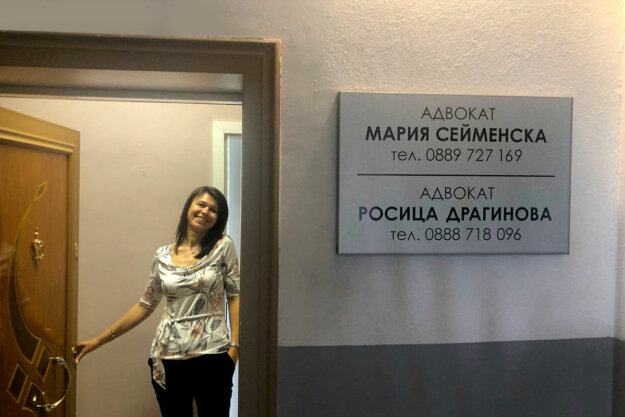 АДВОКАТ
МАРИЯ СЕЙМЕНСКА
тел. 0889 727 169
АДВОКАТ
РОСИЦА ДРАГИНОВА
тел. 0888 718 096